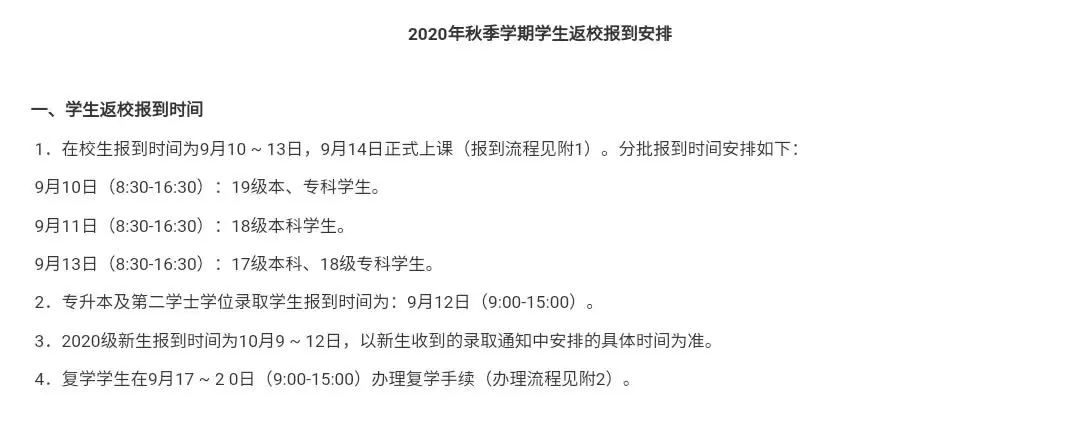 2020年秋季学期学生返校报到安排
一、学生返校报到时间
1．在校生报到时间为9月10 ~ 13日，9月14日正式上课（报到流程见附1）。分批报到时间安排如下：
9月10日（8:30-16:30）：19级本、专科学生。
9月11日（8:30-16:30）：18级本科学生。
9月13日（8:30-16:30）：17级本科、18级专科学生。
2．专升本及第二学士学位录取学生报到时间为：9月12日（9:00-15:00）。
3．2020级新生报到时间为10月9 ~ 12日，以新生收到的录取通知中安排的具体时间为准。
4．复学学生在9月17 ~ 2 0日（9:00-15:00）办理复学手续（办理流程见附2）。